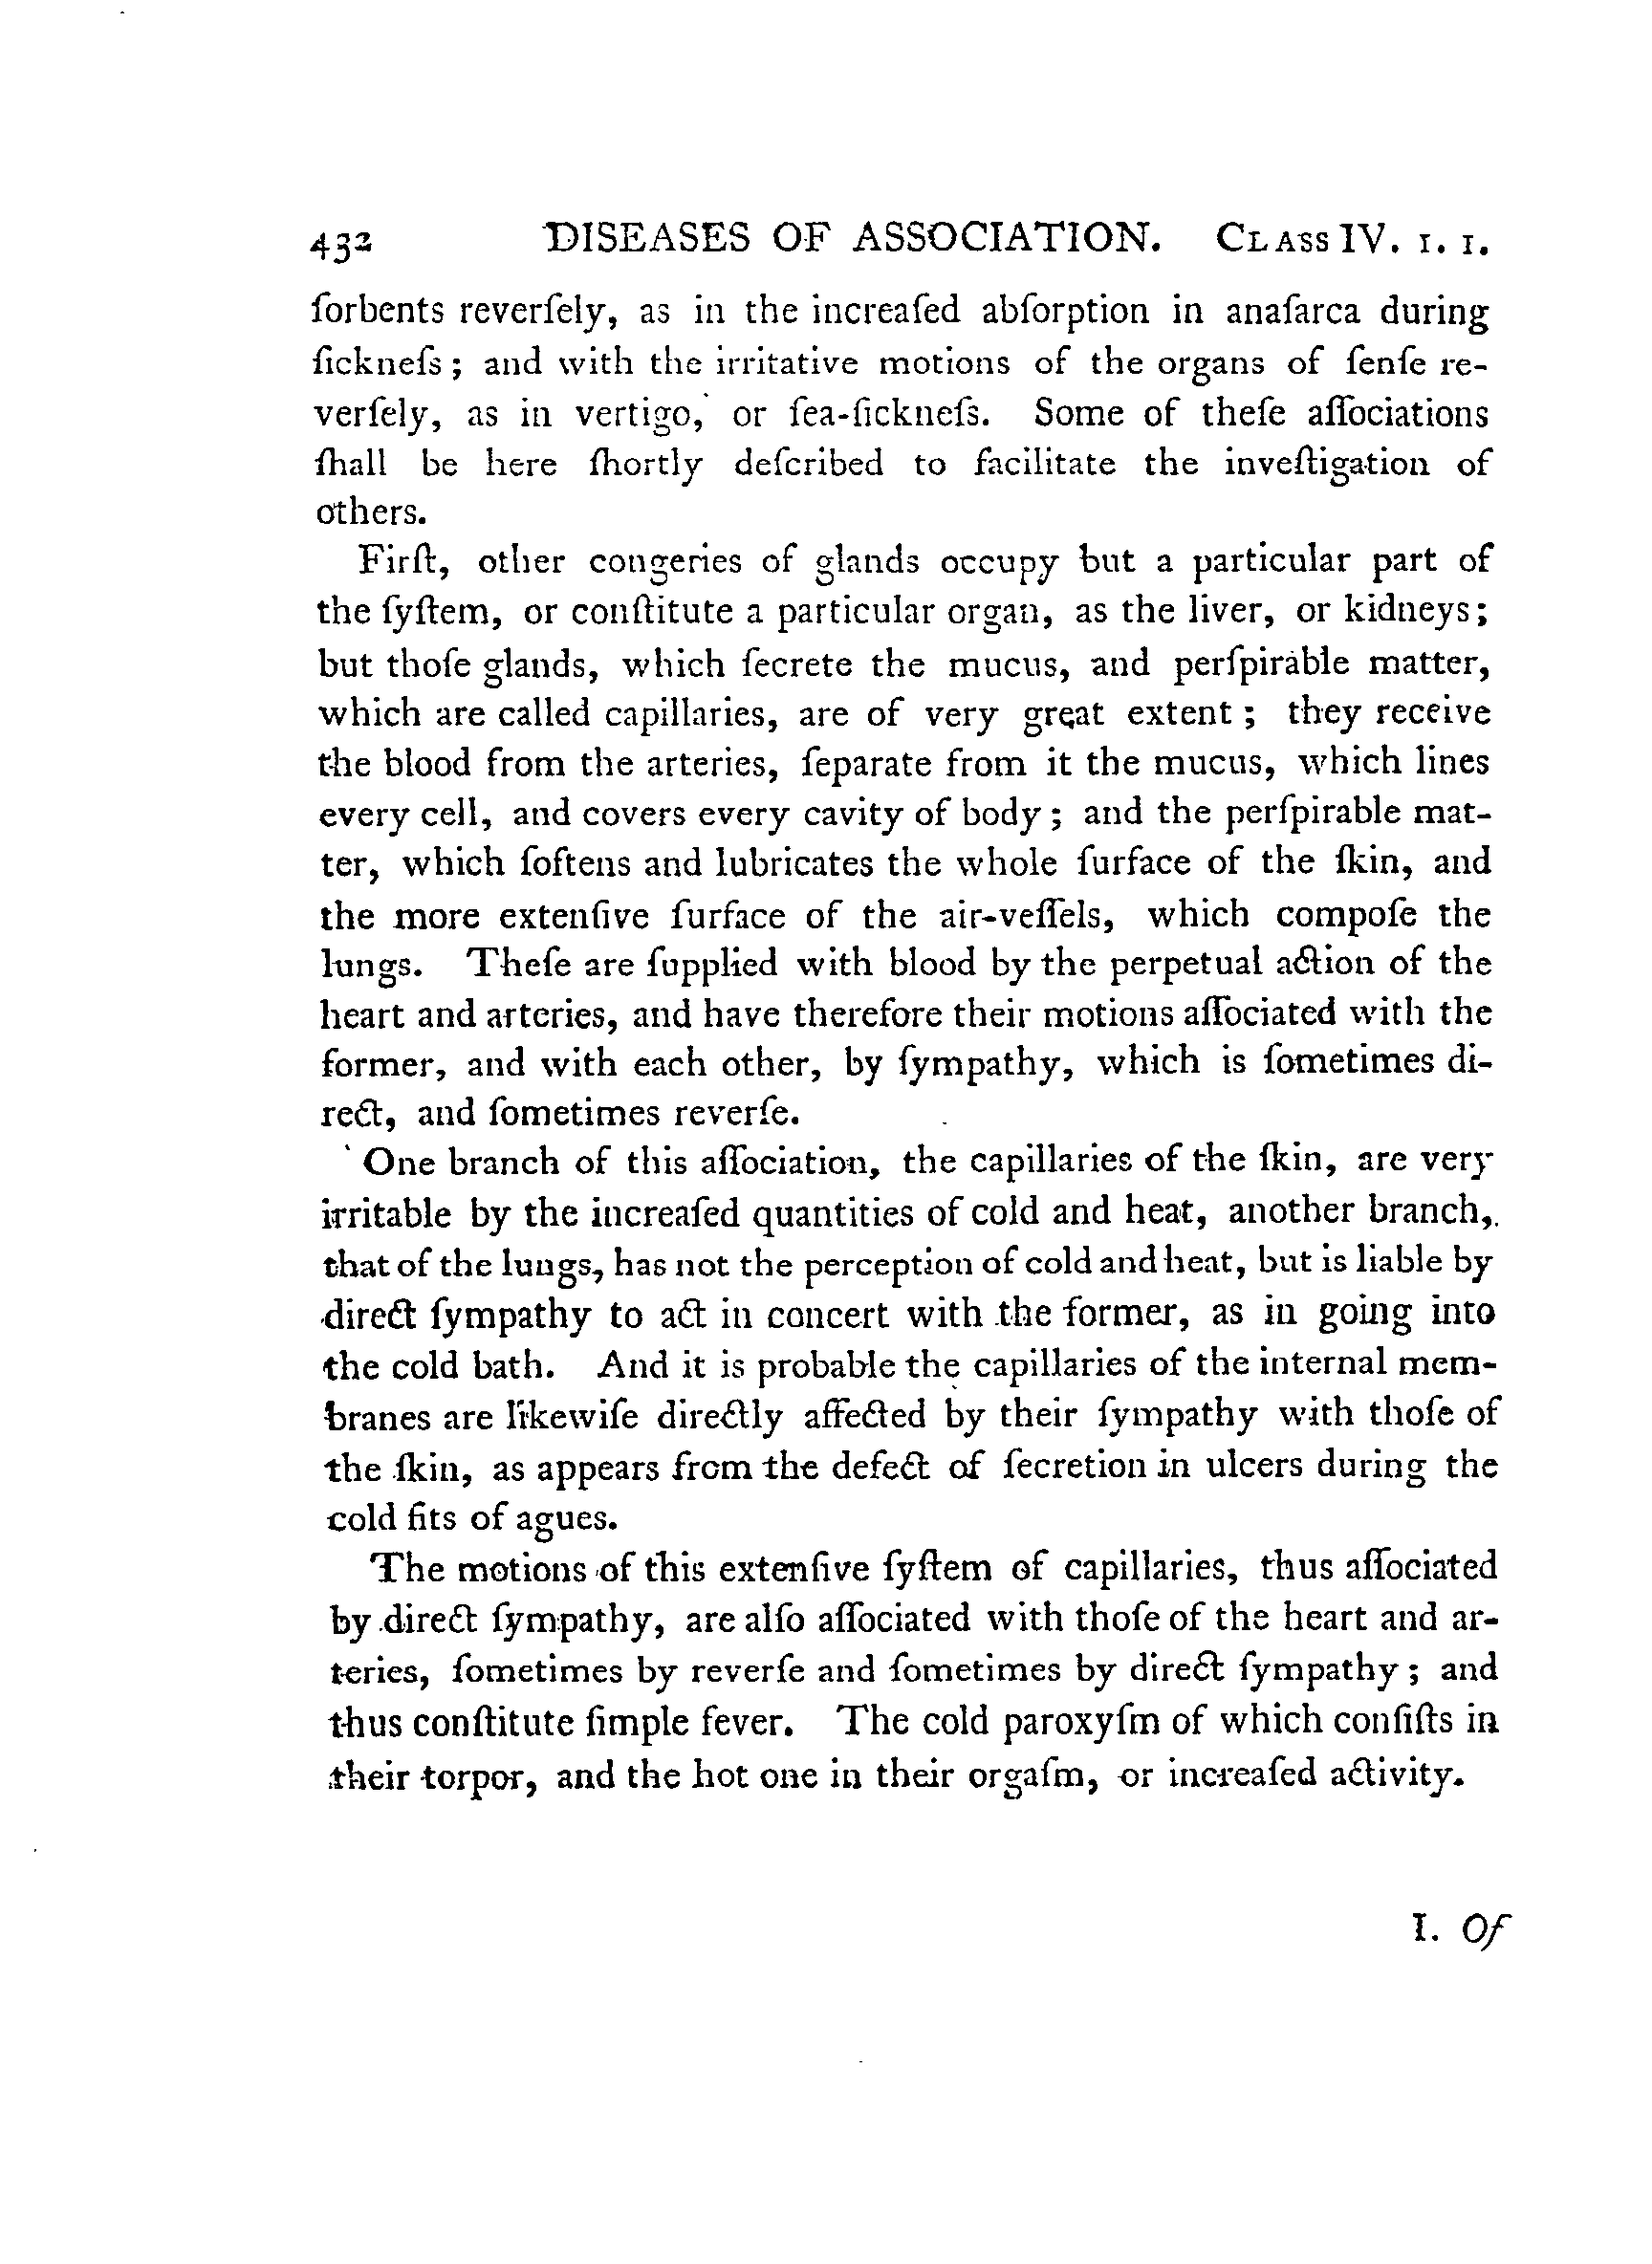 432 DISEASES OF ASSOCIATION. CLASS IV. 1. 1.
ſorbents reverſely, as in the increaſed abſorption in anaſarca during
ſickneſs; and with the irritative motions of the organs of ſenſe re-
verſely, as in vertigo, or ſea-ſickneſs. Some of theſe aſſociations
ſhall be here ſhortly deſcribed to facilitate the inveſtigation of
others.
Firſt, other congeries of glands occupy but a particular part of
the ſyſtem, or conſtitute a particular organ, as the liver, or kidneys;
but thoſe glands, which ſecrete the mucus, and perſpirable matter,
which are called capillaries, are of very great extent; they receive
the blood from the arteries, ſeparate from it the mucus, which lines
every cell, and covers every cavity of body; and the perſpirable mat-
ter, which ſoftens and lubricates the whole ſurface of the ſkin, and
the more extenſive ſurface of the air-veſſels, which compoſe the
lungs. Theſe are ſupplied with blood by the perpetual action of the
heart and arteries, and have therefore their motions aſſociated with the
former, and with each other, by ſympathy, which is ſometimes di-
rect, and ſometimes reverſe.
One branch of this aſſociation, the capillaries of the ſkin, are very
irritable by the increaſed quantities of cold and heat, another branch,
that of the lungs, has not the perception of cold and heat, but is liable by
direct ſympathy to act in concert with the former, as in going into
the cold bath. And it is probable the capillaries of the internal mem-
branes are likewiſe directly affected by their ſympathy with thoſe of
the ſkin, as appears from the defect of ſecretion in ulcers during the
cold fits of agues.
The motions of this extenſive ſyſtem of capillaries, thus aſſociated
by direct ſympathy, are alſo aſſociated with thoſe of the heart and ar-
teries, ſometimes by reverſe and ſometimes by direct ſympathy; and
thus conſtitute ſimple fever. The cold paroxyſm of which conſiſts in
their torpor, and the hot one in their orgaſm, or increaſed activity.
I. Of